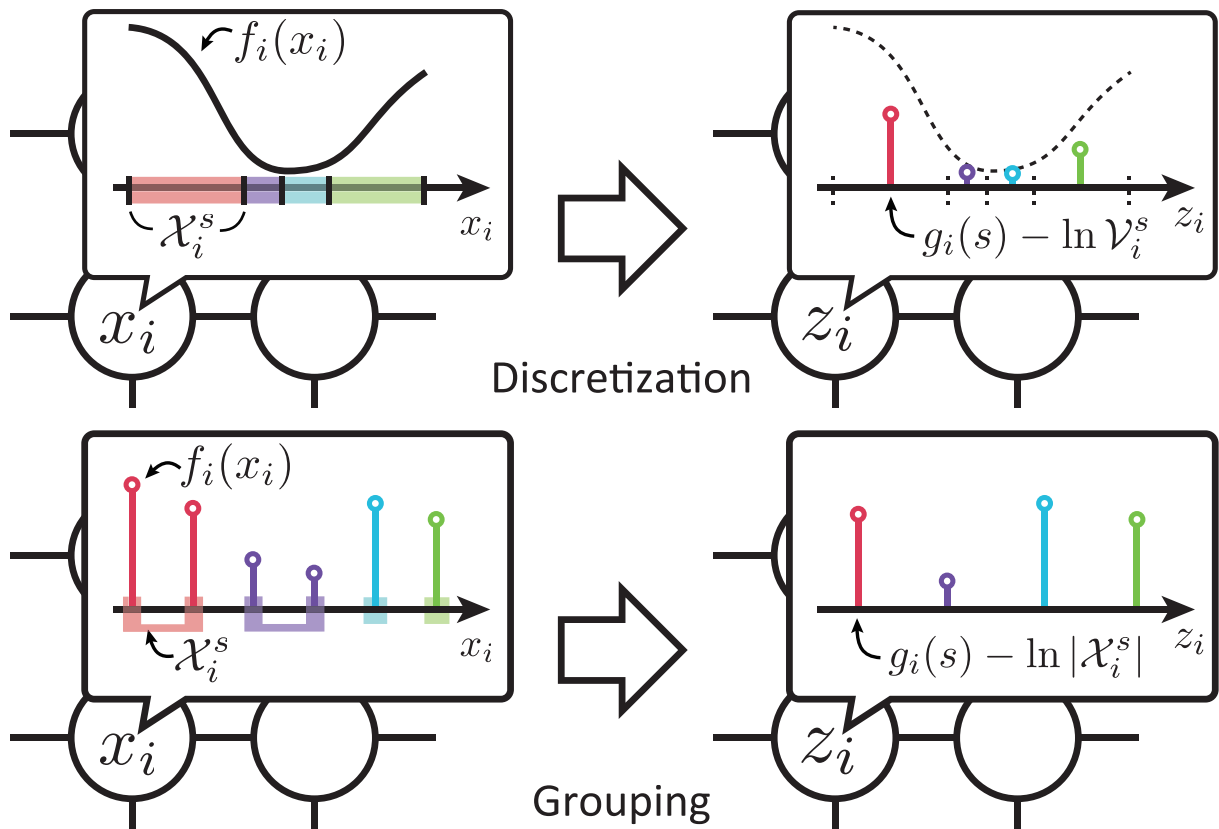 f_i(x_i)
x_i
𝒳_i^s
x_i
z_i
g_i(s) − ln 𝒱_i^s
z_i
Discretization
f_i(x_i)
x_i
𝒳_i^s
x_i
z_i
g_i(s) − ln |𝒳_i^s|
z_i
Grouping